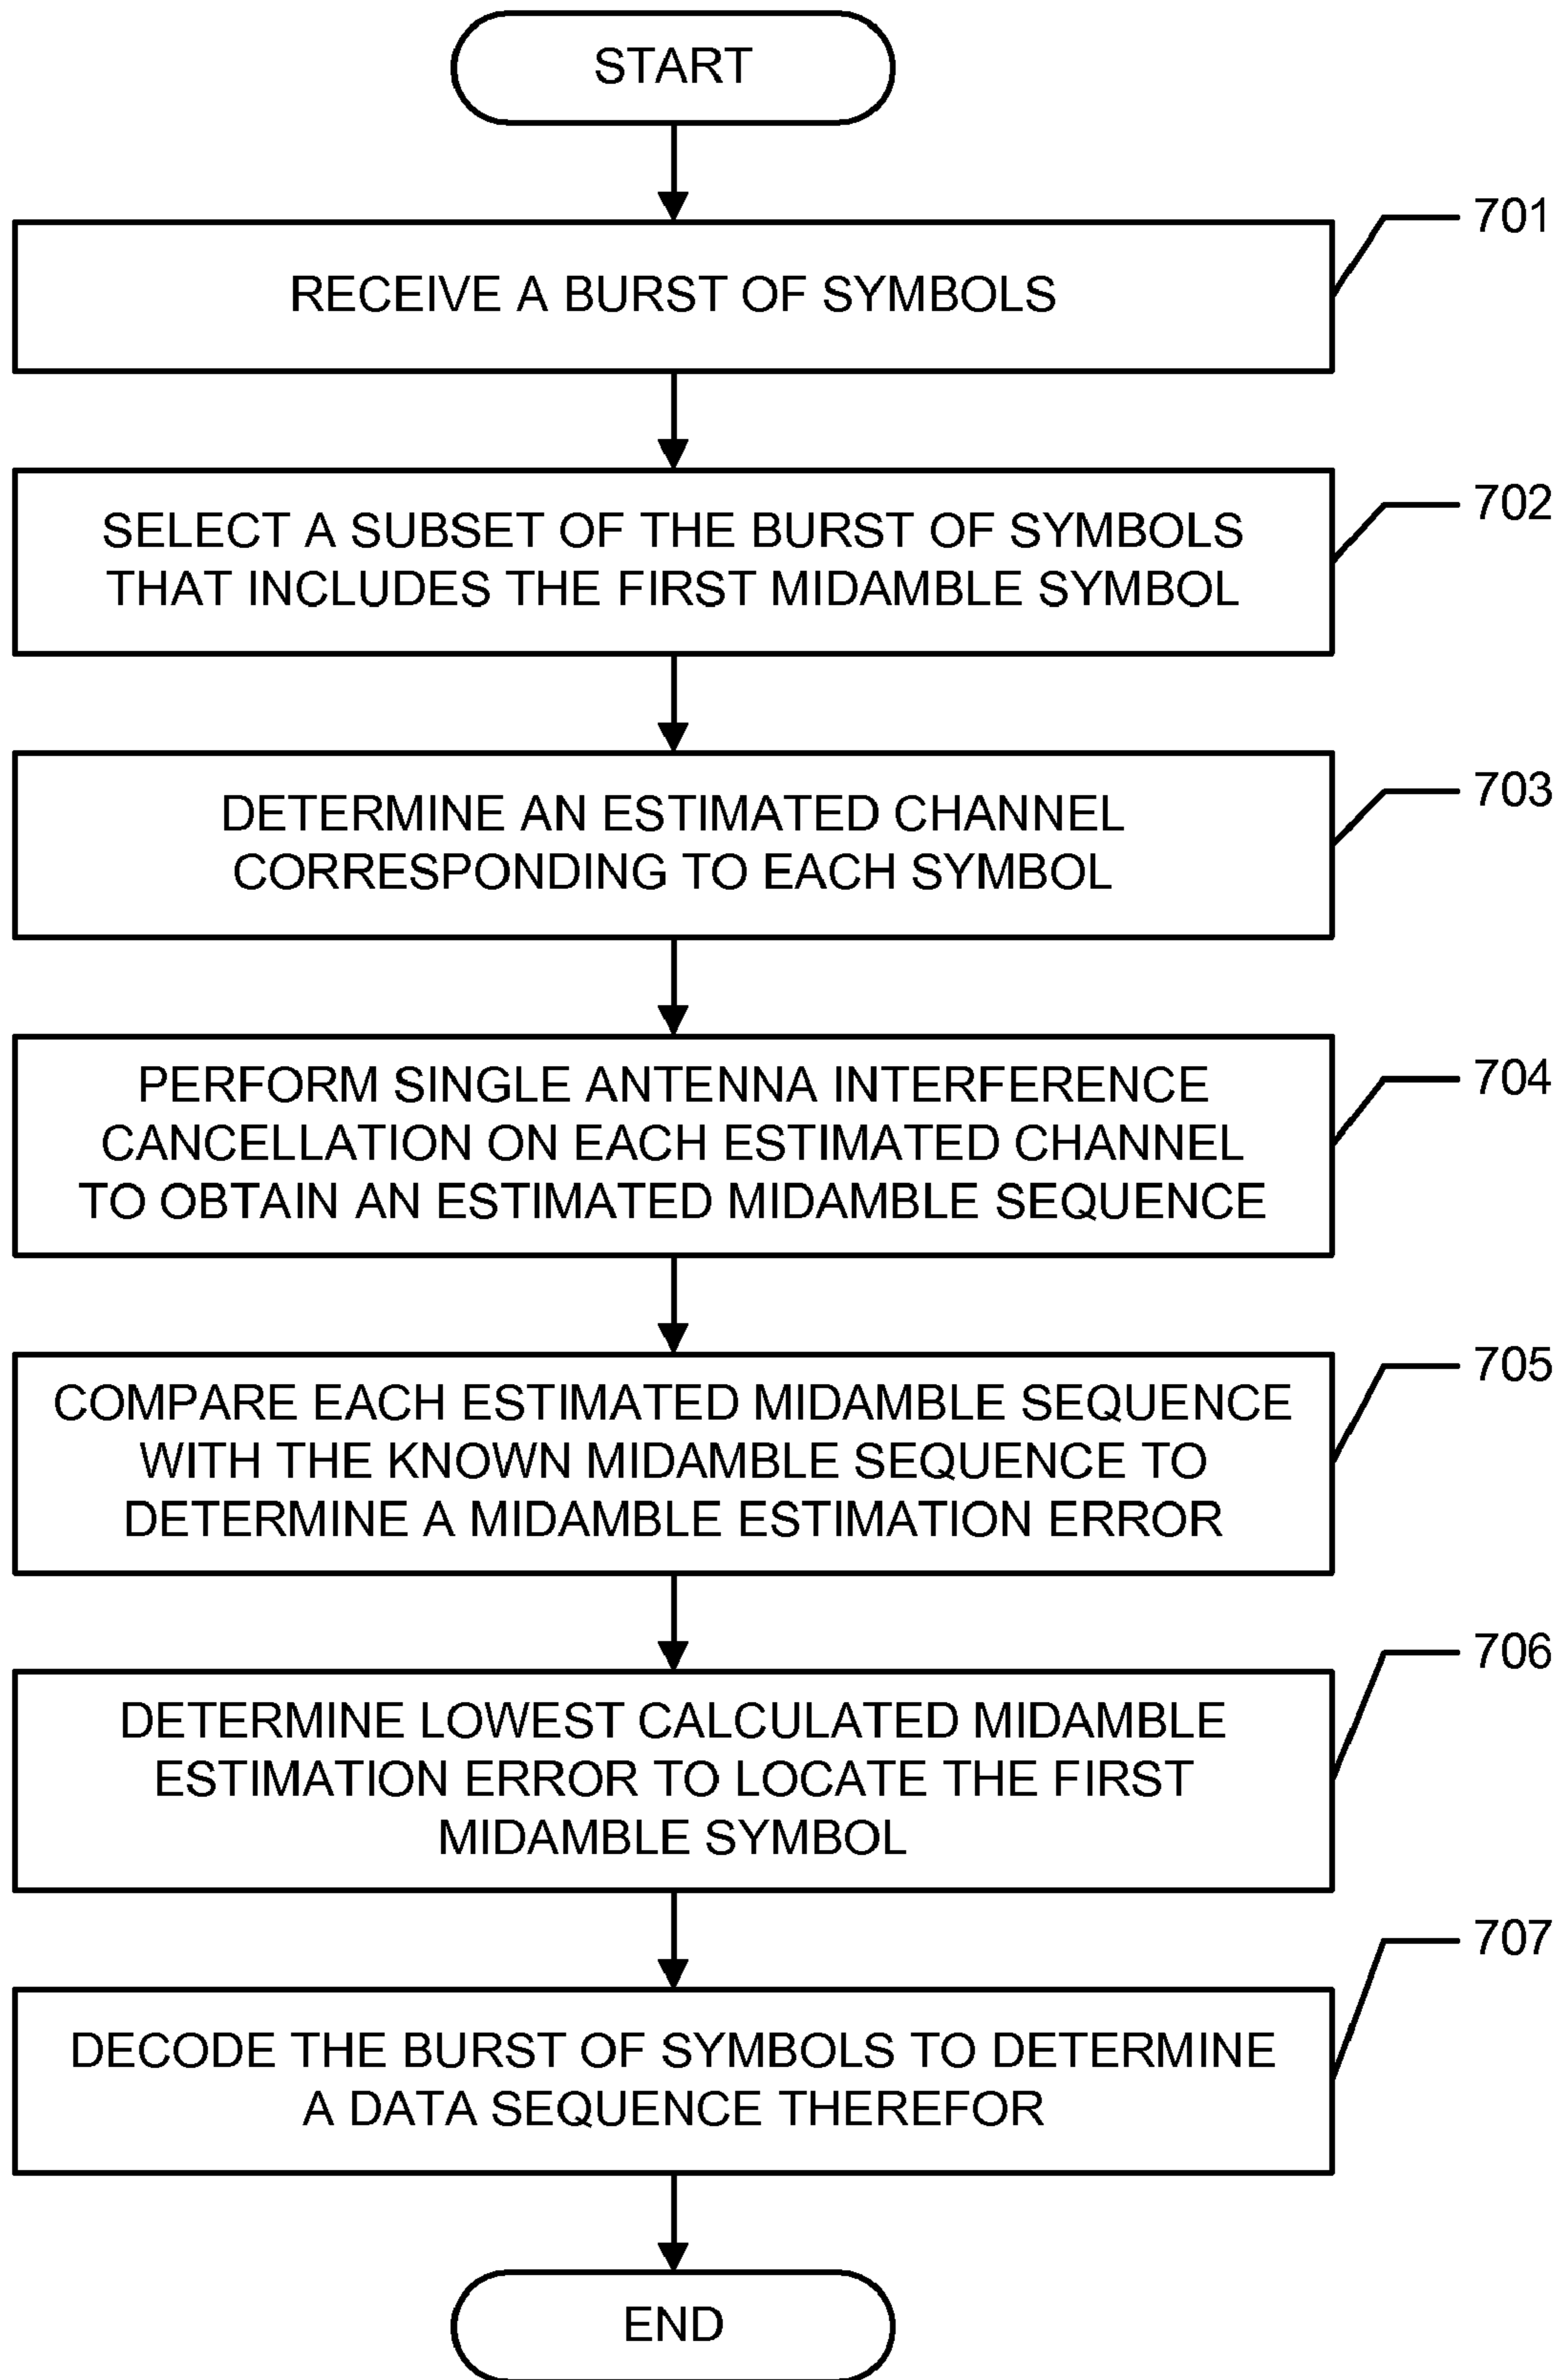 START
701
RECEIVE A BURST OF SYMBOLS
702
SELECT A SUBSET OF THE BURST OF SYMBOLS
THAT INCLUDES THE FIRST MIDAMBLE SYMBOL
703
DETERMINE AN ESTIMATED CHANNEL
CORRESPONDING TO EACH SYMBOL
704
PERFORM SINGLE ANTENNA INTERFERENCE
CANCELLATION ON EACH ESTIMATED CHANNEL
TO OBTAIN AN ESTIMATED MIDAMBLE SEQUENCE
705
COMPARE EACH ESTIMATED MIDAMBLE SEQUENCE
WITH THE KNOWN MIDAMBLE SEQUENCE TO
DETERMINE A MIDAMBLE ESTIMATION ERROR
706
DETERMINE LOWEST CALCULATED MIDAMBLE
ESTIMATION ERROR TO LOCATE THE FIRST
MIDAMBLE SYMBOL
707
DECODE THE BURST OF SYMBOLS TO DETERMINE
A DATA SEQUENCE THEREFOR
END